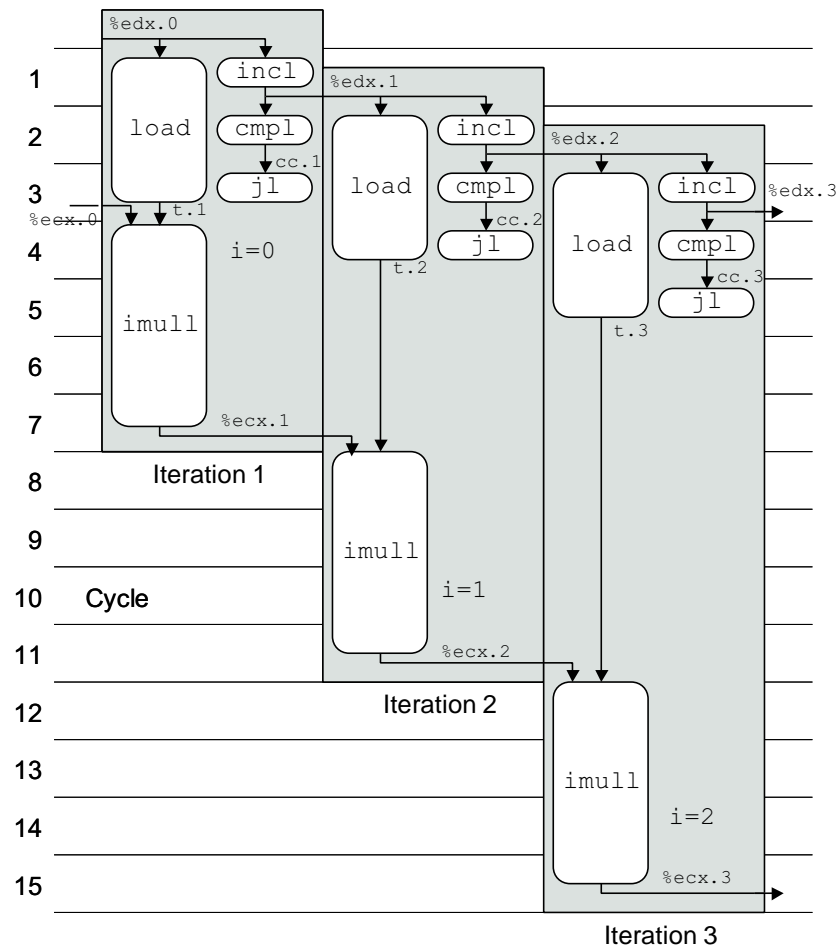 %edx.0
1
incl
%edx.1
load
2
cmpl
incl
%edx.2
cc.1
load
3
jl
cmpl
incl
%edx.3
%ecx.0
t.1
cc.2
load
4
i=0
jl
cmpl
t.2
cc.3
5
imull
jl
t.3
6
7
%ecx.1
8
Iteration 1
9
imull
10
Cycle
i=1
11
%ecx.2
12
Iteration 2
13
imull
14
i=2
15
%ecx.3
Iteration 3